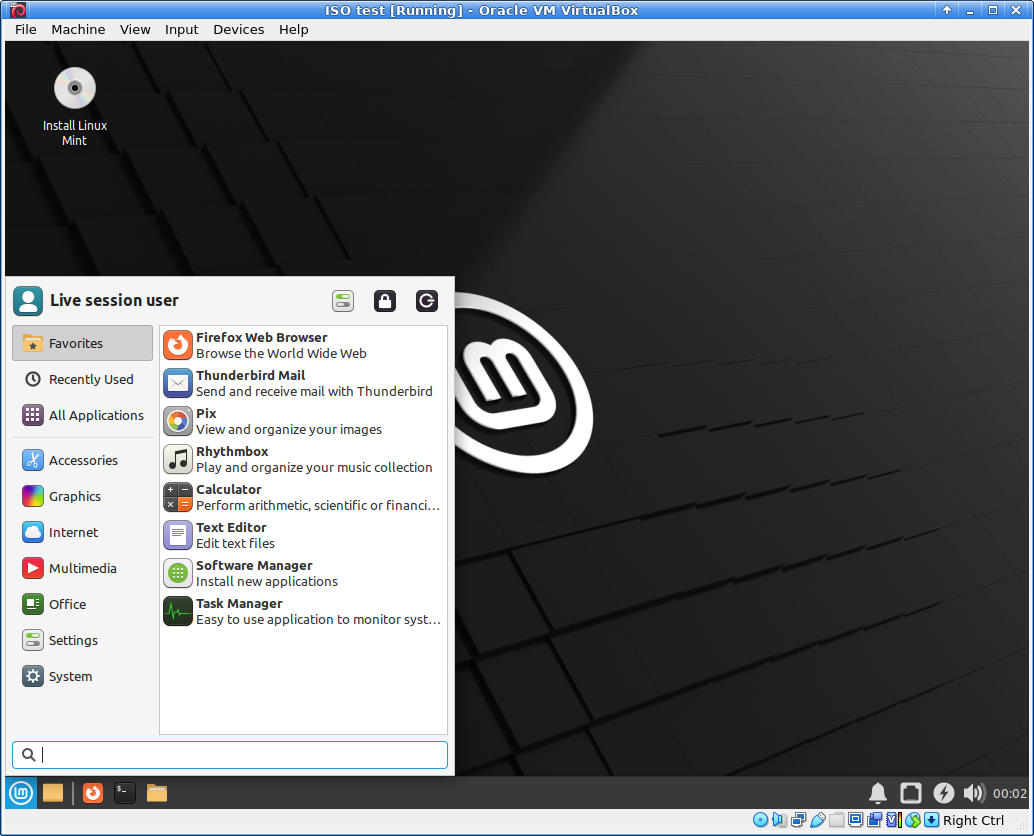 ISO test [Running] - Oracle VM VirtualBox
File Machine View Input Devices Help
Install Linux
Mint
Live session user
Favorites
Recently Used
All Applications
Accessories
Graphics
Internet
Multimedia
Office
Settings
System
Firefox Web Browser
Browse the World Wide Web
Thunderbird Mail
Send and receive mail with Thunderbird
Pix
View and organize your images
Rhythmbox
Play and organize your music collection
Calculator
Perform arithmetic, scientific or financi...
Text Editor
Edit text files
Software Manager
Install new applications
Task Manager
Easy to use application to monitor syst...
00:02
Right Ctrl